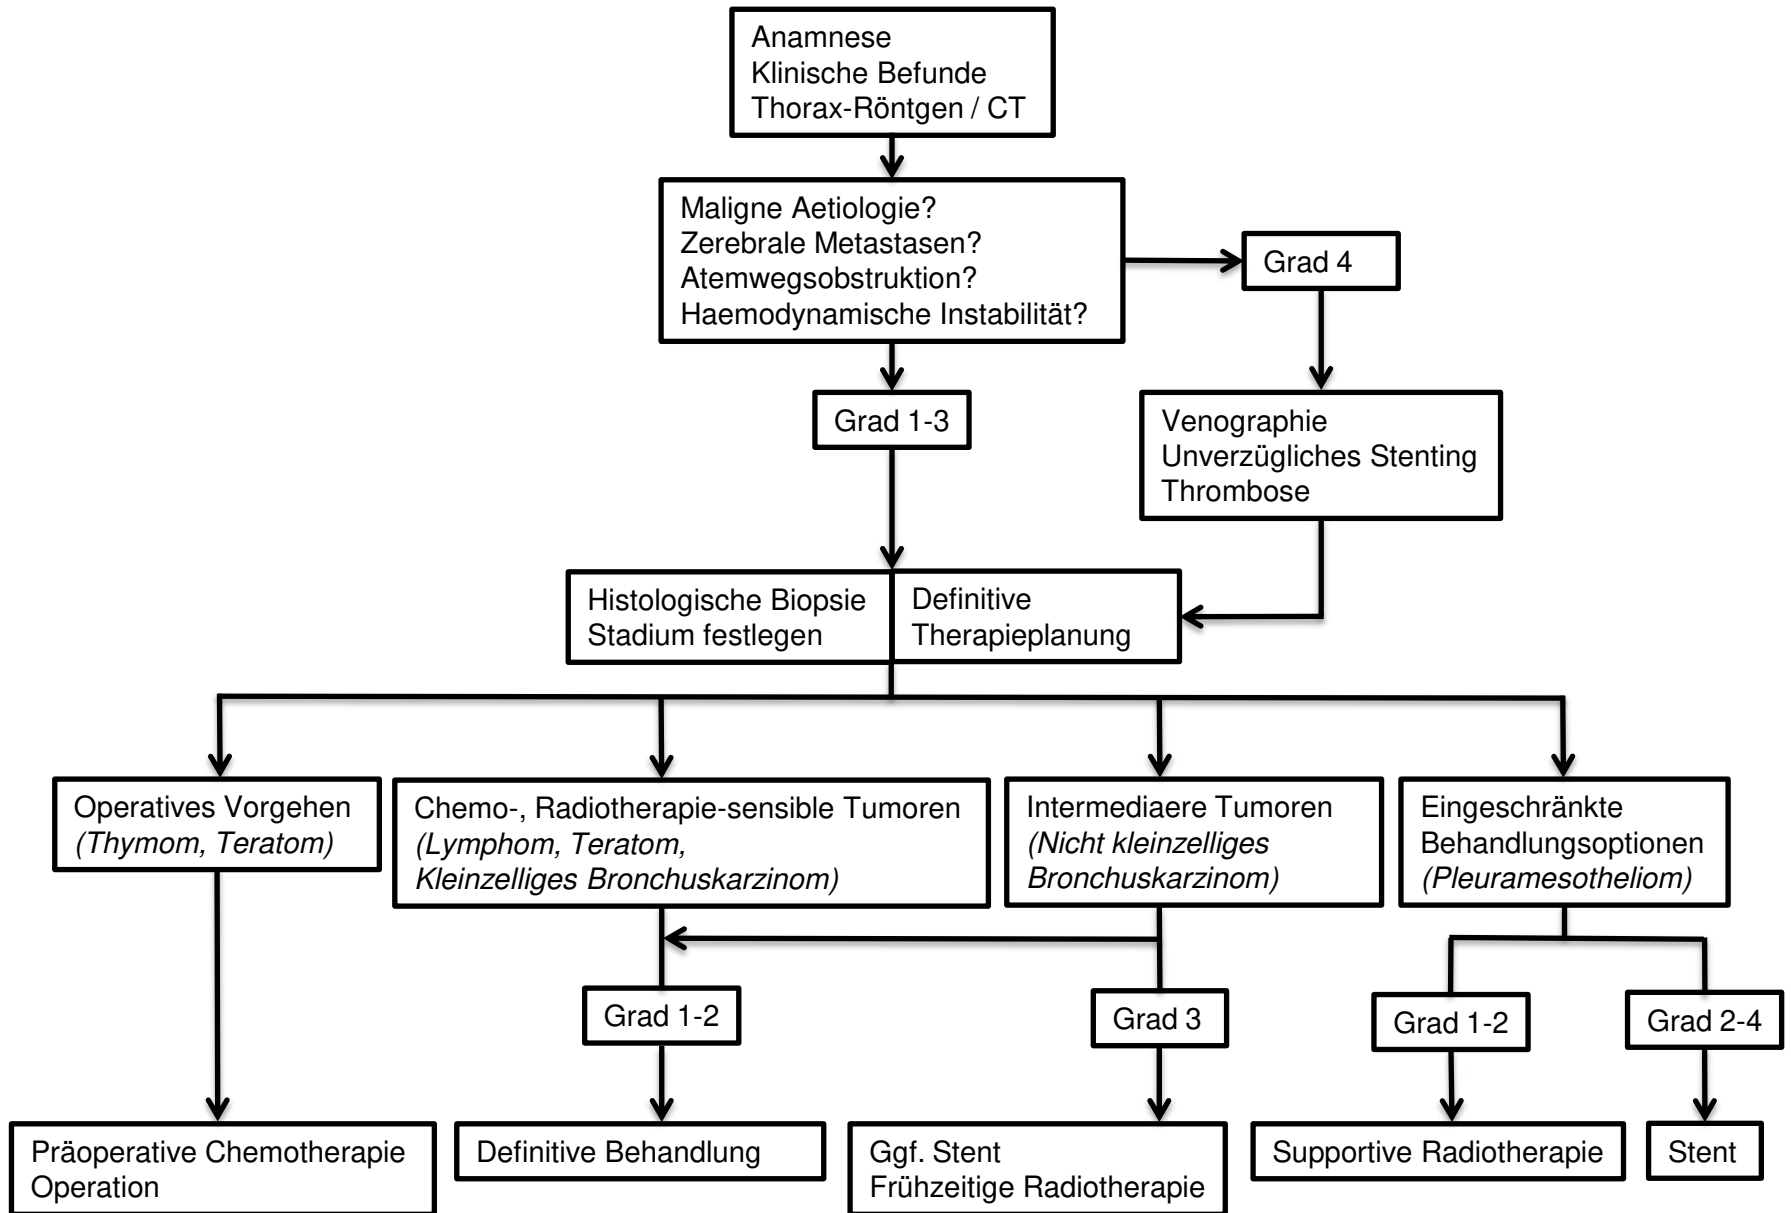 Anamnese
Klinische Befunde
Thorax-Röntgen / CT
Maligne Aetiologie?
Zerebrale Metastasen?
Atemwegsobstruktion?
Haemodynamische Instabilität?
Grad 4
Grad 1-3
Venographie
Unverzügliches Stenting
Thrombose
Histologische Biopsie
Stadium festlegen
Definitive
Therapieplanung
Operatives Vorgehen
(Thymom, Teratom)
Chemo-, Radiotherapie-sensible Tumoren
(Lymphom, Teratom,
Kleinzelliges Bronchuskarzinom)
Intermediaere Tumoren
(Nicht kleinzelliges
Bronchuskarzinom)
Eingeschränkte
Behandlungsoptionen
(Pleuramesotheliom)
Grad 1-2
Grad 3
Grad 1-2
Grad 2-4
Präoperative Chemotherapie
Operation
Definitive Behandlung
Ggf. Stent
Frühzeitige Radiotherapie
Supportive Radiotherapie
Stent